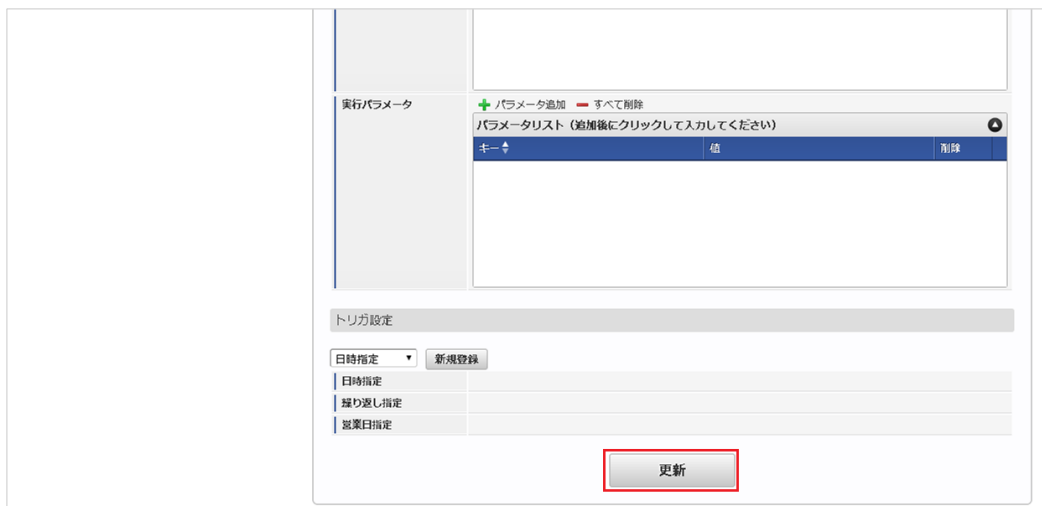 実行パラメータ
パラメータ追加 すべて削除
パラメータリスト（追加後にクリックして入力してください）
キー 値 削除
トリガ設定
日時指定 新規登録
日時指定
繰り返し指定
営業日指定
更新